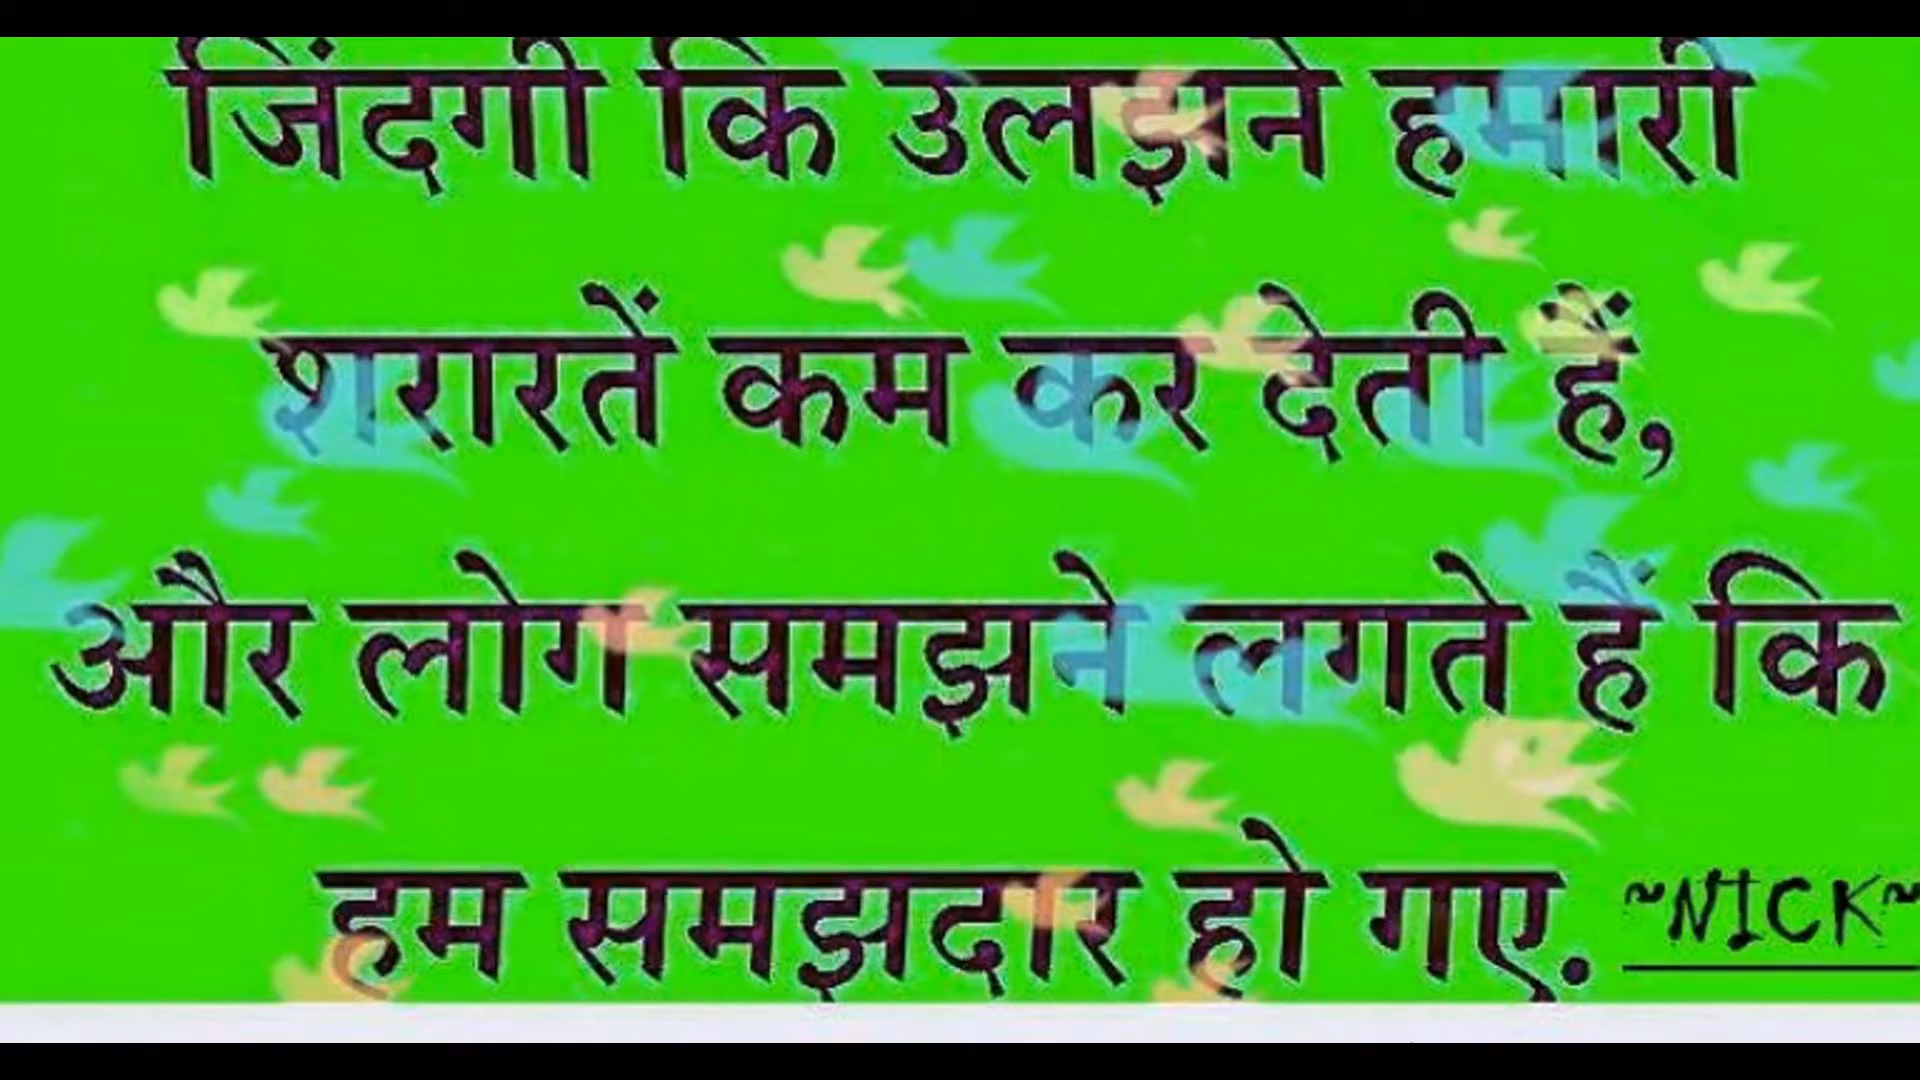 जिंदगी कि उलझने हमारी
शरारतें कम कर देती हैं,
और लोग समझने लगते हैं कि
हम समझदार हो गए.
~NICK~